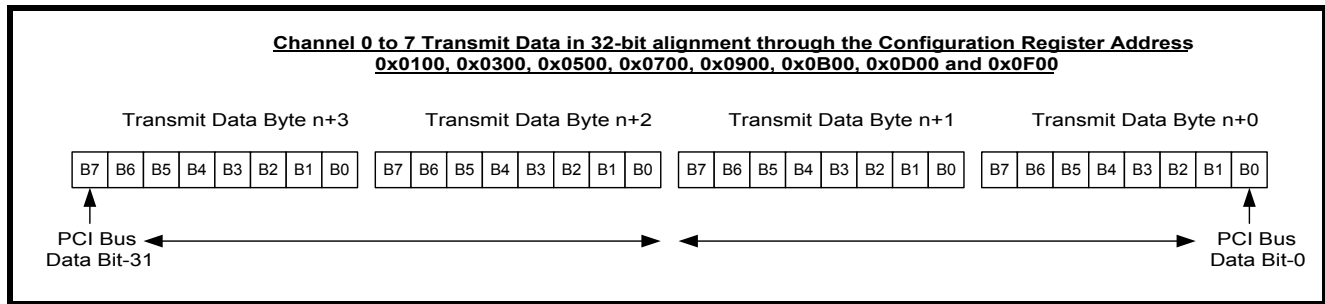 Channel 0 to 7 Transmit Data in 32-bit alignment through the Configuration Register Address
0x0100, 0x0300, 0x0500, 0x0700, 0x0900, 0x0B00, 0x0D00 and 0x0F00
Transmit Data Byte n+3 Transmit Data Byte n+2 Transmit Data Byte n+1 Transmit Data Byte n+0
B7 B6 B5 B4 B3 B2 B1 B0 B7 B6 B5 B4 B3 B2 B1 B0 B7 B6 B5 B4 B3 B2 B1 B0 B7 B6 B5 B4 B3 B2 B1 B0
PCI Bus PCI Bus
Data Bit-31 Data Bit-0